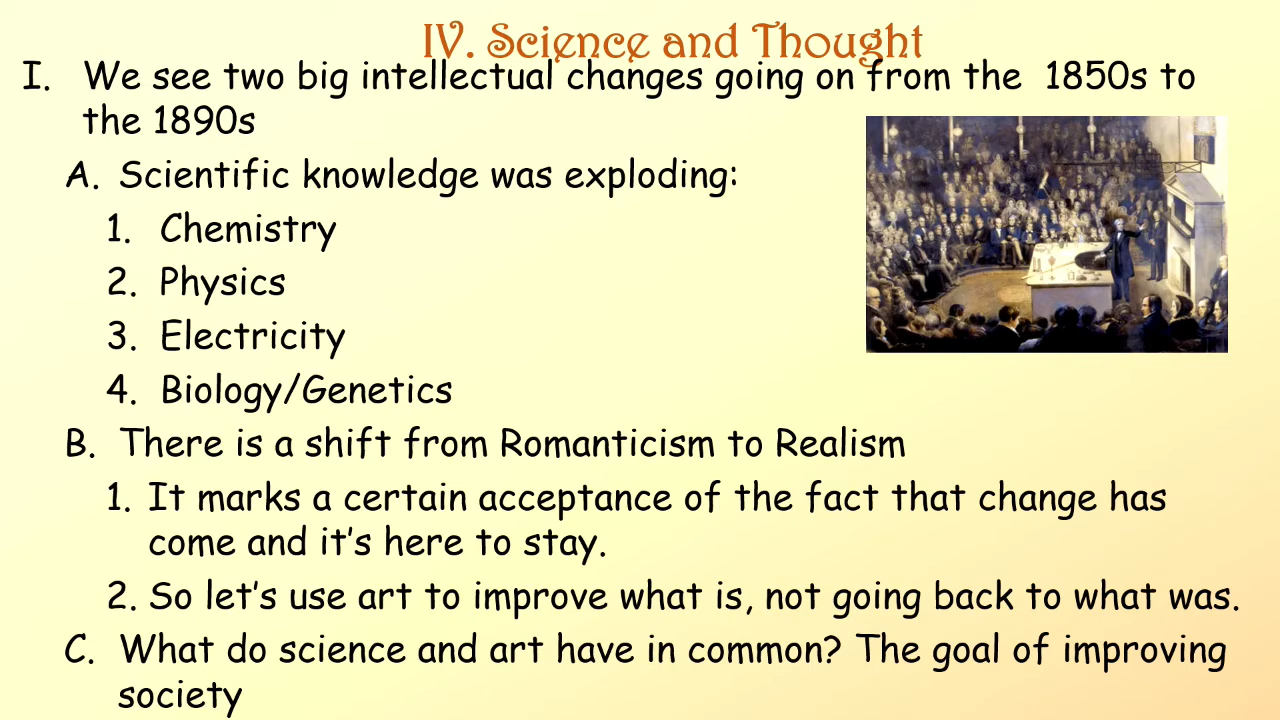 IV. Science and Thought
I. We see two big intellectual changes going on from the 1850s to
the 1890s
A. Scientific knowledge was exploding:
1. Chemistry
2. Physics
3. Electricity
4. Biology/Genetics
B. There is a shift from Romanticism to Realism
1. It marks a certain acceptance of the fact that change has
come and it’s here to stay.
2. So let’s use art to improve what is, not going back to what was.
C. What do science and art have in common? The goal of improving
society